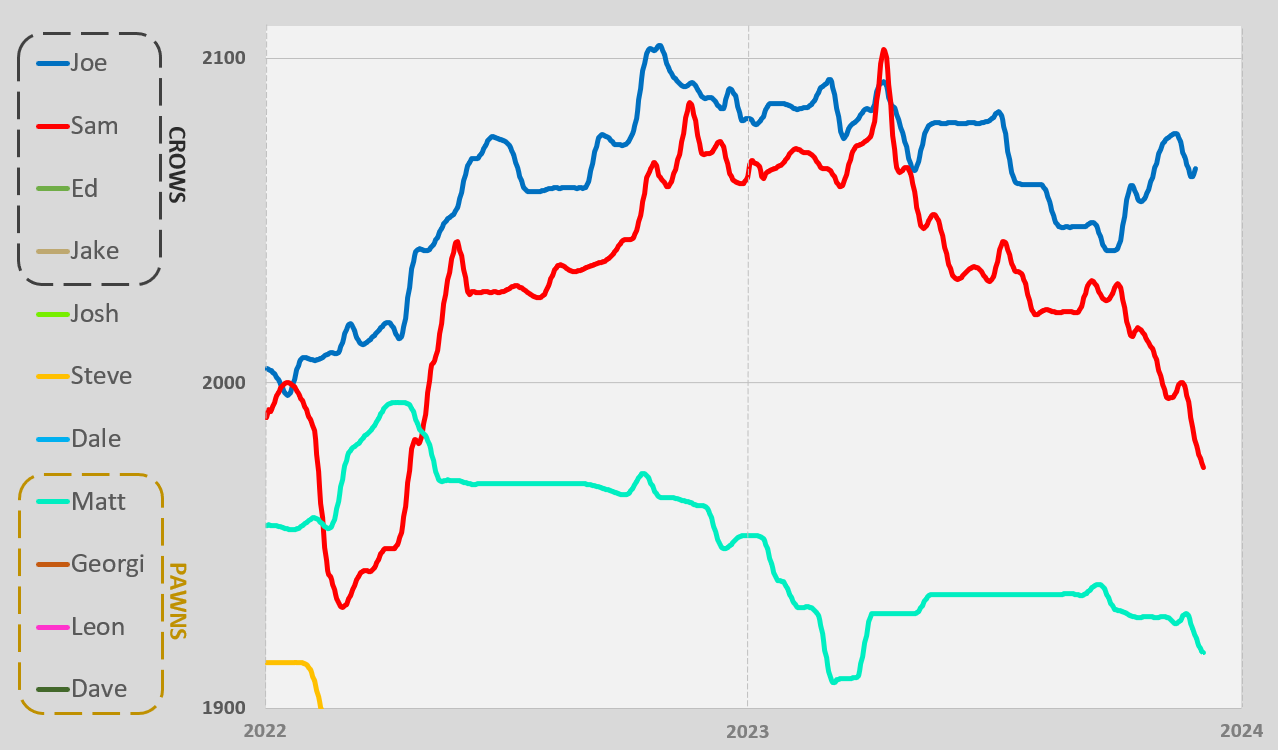 Joe
Sam
Ed
Jake
CROWS
Josh
Steve
Dale
Matt
Georgi
Leon
Dave
PAWNS
2100
2000
1900
2022
2023
2024